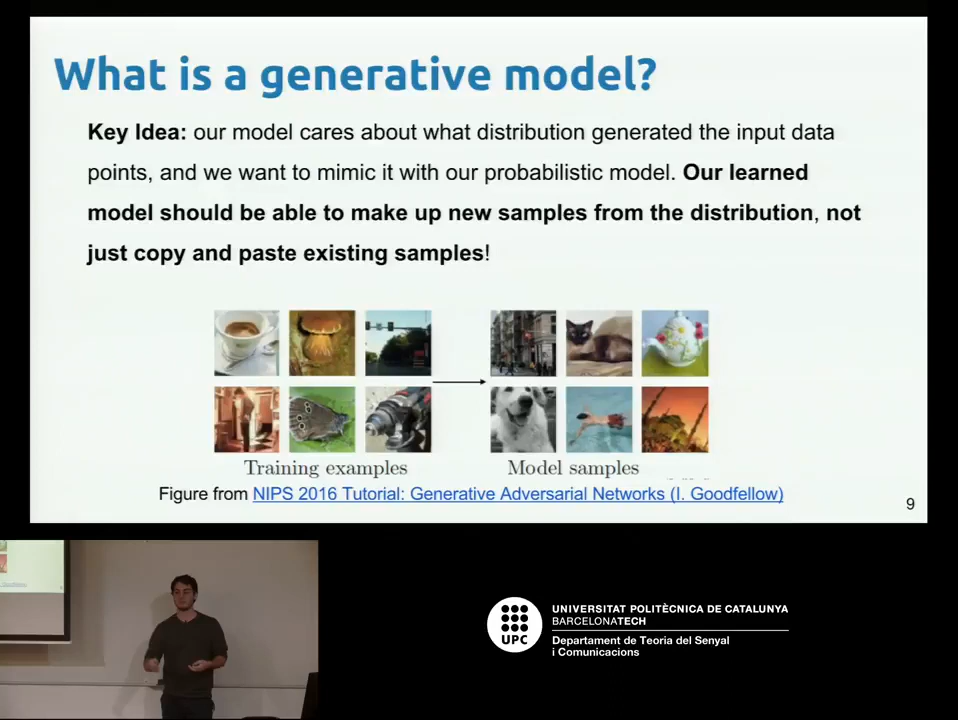 What is a generative model?
Key Idea: our model cares about what distribution generated the input data
points, and we want to mimic it with our probabilistic model. Our learned
model should be able to make up new samples from the distribution, not
just copy and paste existing samples!
Training examples
Model samples
Figure from NIPS 2016 Tutorial: Generative Adversarial Networks (I. Goodfellow)
9
UPC
UNIVERSITAT POLITÈCNICA DE CATALUNYA
BARCELONATECH
Departament de Teoria del Senyal
i Comunicacions